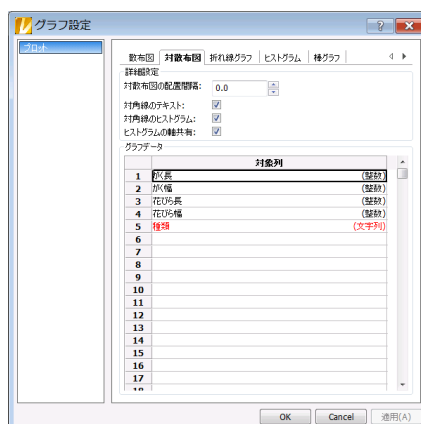 グラフ設定
プロット
散布図 対散布図 折れ線グラフ ヒストグラム 棒グラフ
詳細設定
対散布図の配置間隔: 0.0
対角線のテキスト:
対角線のヒストグラム:
ヒストグラムの軸共有:
グラフデータ
対象列
1 がく長 (整数)
2 がく幅 (整数)
3 花びら長 (整数)
4 花びら幅 (整数)
5 種類 (文字列)
6
7
8
9
10
11
12
13
14
15
16
17
18
OK Cancel 適用(A)